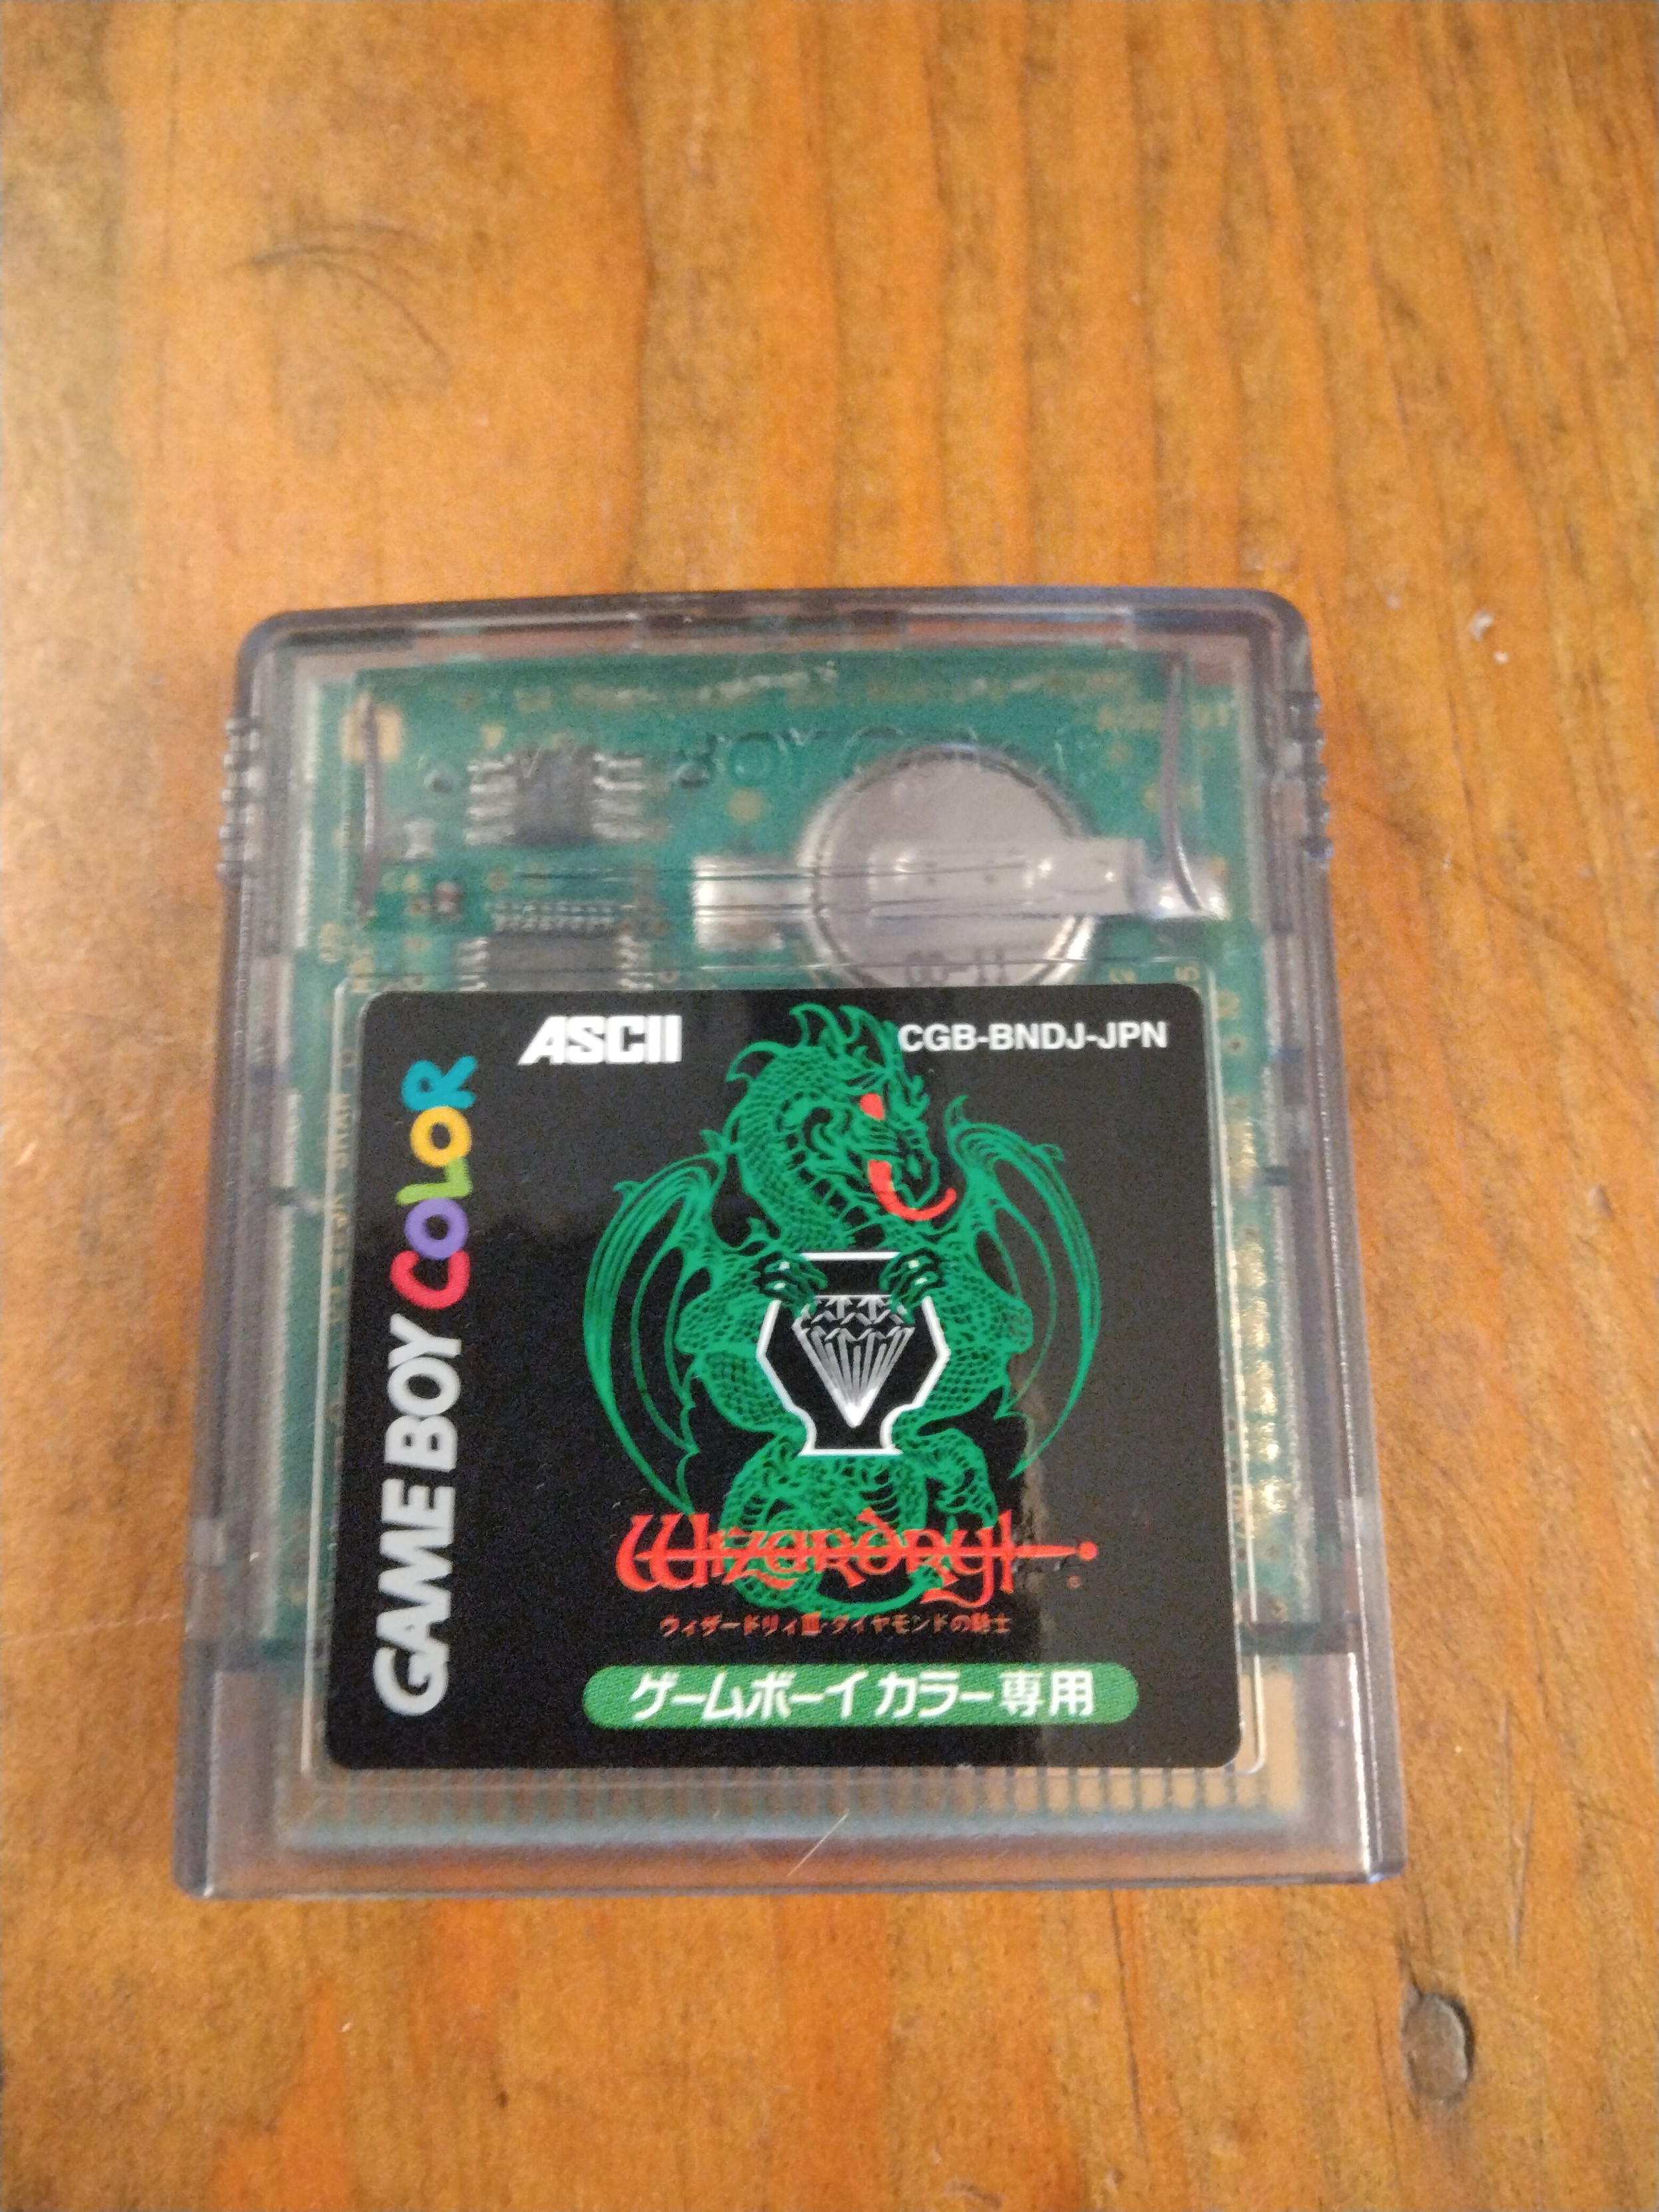 ASCII
CGB-BNDJ-JPN
GAME BOY COLOR
Wizardry
ウィザードリィIII・ダイヤモンドの騎士
ゲームボーイカラー専用